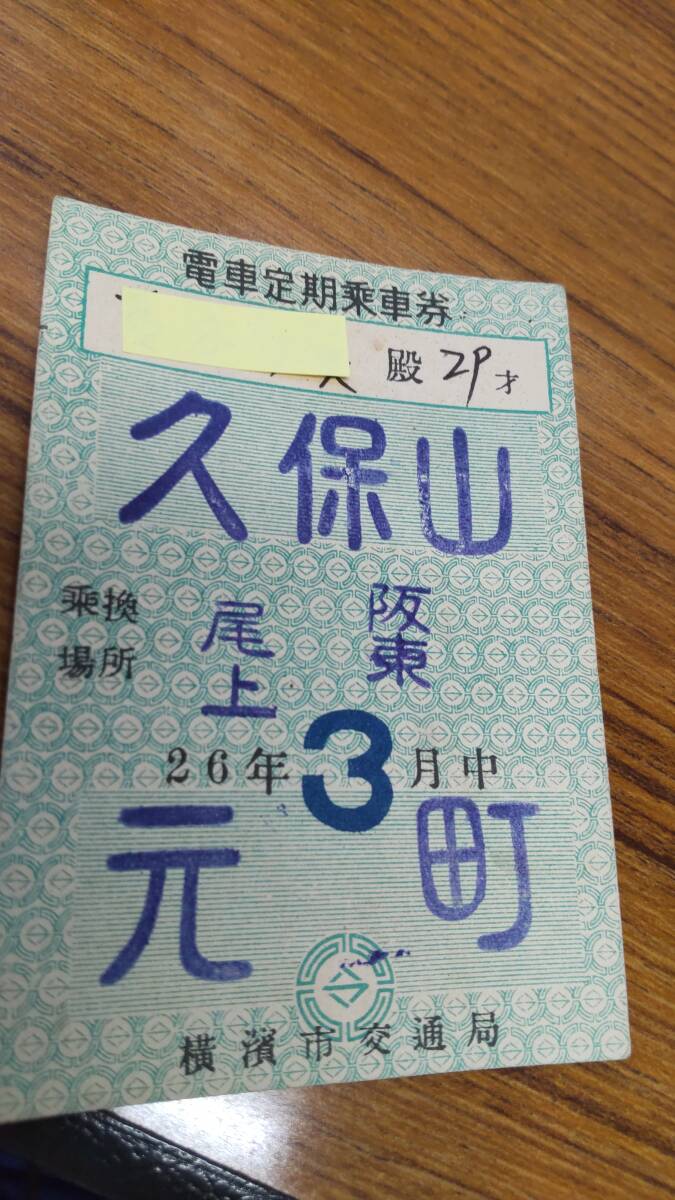 電車定期乗車券
殿 29才
久保山
乗換場所
阪東
尾上
26年3月中
元町
橫濱市交通局